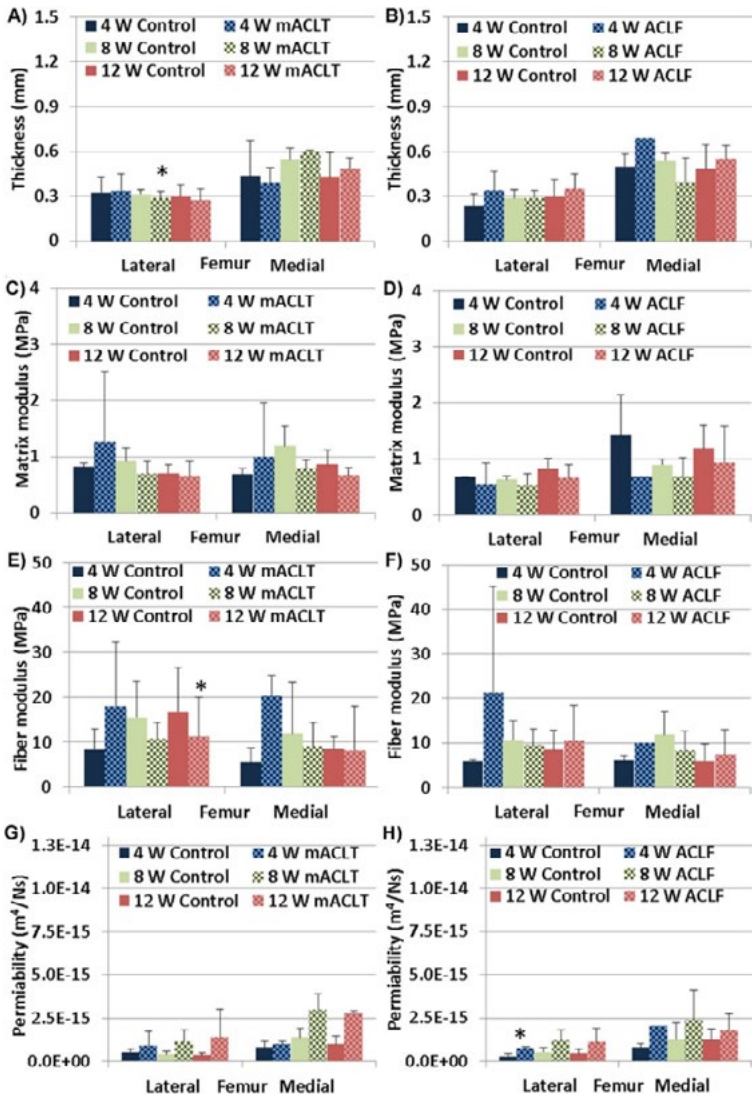 A)
1.5
1.2
0.9
0.6
0.3
0
Thickness (mm)
4 W Control 4 W mACLT
8 W Control 8 W mACLT
12 W Control 12 W mACLT
*
Lateral Femur Medial
B)
1.5
1.2
0.9
0.6
0.3
0
Thickness (mm)
4 W Control 4 W ACLF
8 W Control 8 W ACLF
12 W Control 12 W ACLF
Lateral Femur Medial
C)
4
3
2
1
0
Matrix modulus (MPa)
4 W Control 4 W mACLT
8 W Control 8 W mACLT
12 W Control 12 W mACLT
Lateral Femur Medial
D)
4
3
2
1
0
Matrix modulus (MPa)
4 W Control 4 W ACLF
8 W Control 8 W ACLF
12 W Control 12 W ACLF
Lateral Femur Medial
E)
50
40
30
20
10
0
Fiber modulus (MPa)
4 W Control 4 W mACLT
8 W Control 8 W mACLT
12 W Control 12 W mACLT
*
Lateral Femur Medial
F)
50
40
30
20
10
0
Fiber modulus (MPa)
4 W Control 4 W ACLF
8 W Control 8 W ACLF
12 W Control 12 W ACLF
Lateral Femur Medial
G)
1.3E-14
1.0E-14
7.5E-15
5.0E-15
2.5E-15
0.0E+00
Permiability (m⁴/Ns)
4 W Control 4 W mACLT
8 W Control 8 W mACLT
12 W Control 12 W mACLT
Lateral Femur Medial
H)
1.3E-14
1.0E-14
7.5E-15
5.0E-15
2.5E-15
0.0E+00
Permiability (m⁴/Ns)
4 W Control 4 W ACLF
8 W Control 8 W ACLF
12 W Control 12 W ACLF
*
Lateral Femur Medial